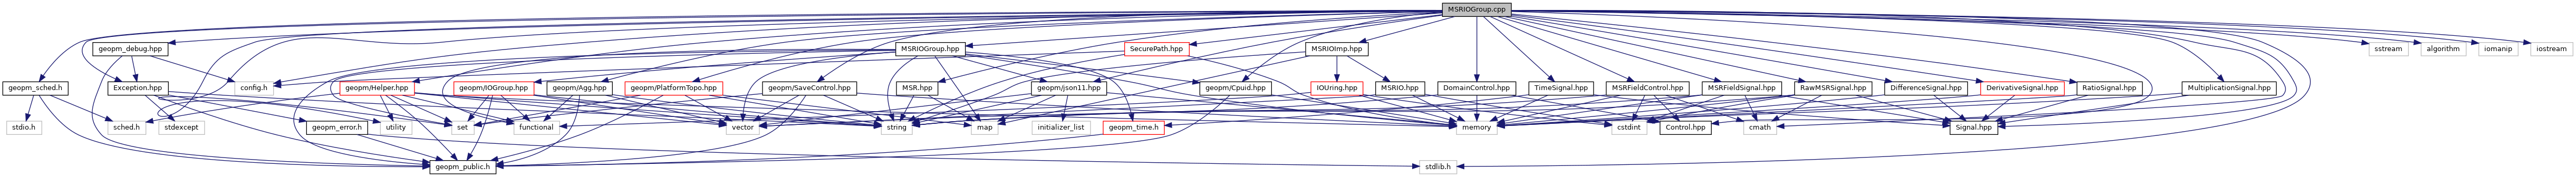 MSRIOGroup.cpp
geopm_debug.hpp
MSRIOGroup.hpp
SecurePath.hpp
MSRIOImp.hpp
sstream
algorithm
iomanip
iostream
geopm_sched.h
Exception.hpp
config.h
geopm/Helper.hpp
geopm/IOGroup.hpp
geopm/Agg.hpp
geopm/PlatformTopo.hpp
geopm/SaveControl.hpp
MSR.hpp
geopm/json11.hpp
geopm/Cpuid.hpp
IOUring.hpp
MSRIO.hpp
DomainControl.hpp
TimeSignal.hpp
MSRFieldControl.hpp
MSRFieldSignal.hpp
RawMSRSignal.hpp
DifferenceSignal.hpp
DerivativeSignal.hpp
RatioSignal.hpp
MultiplicationSignal.hpp
stdio.h
sched.h
stdexcept
geopm_error.h
utility
set
functional
vector
string
map
initializer_list
geopm_time.h
memory
cstdint
Control.hpp
cmath
Signal.hpp
geopm_public.h
stdlib.h